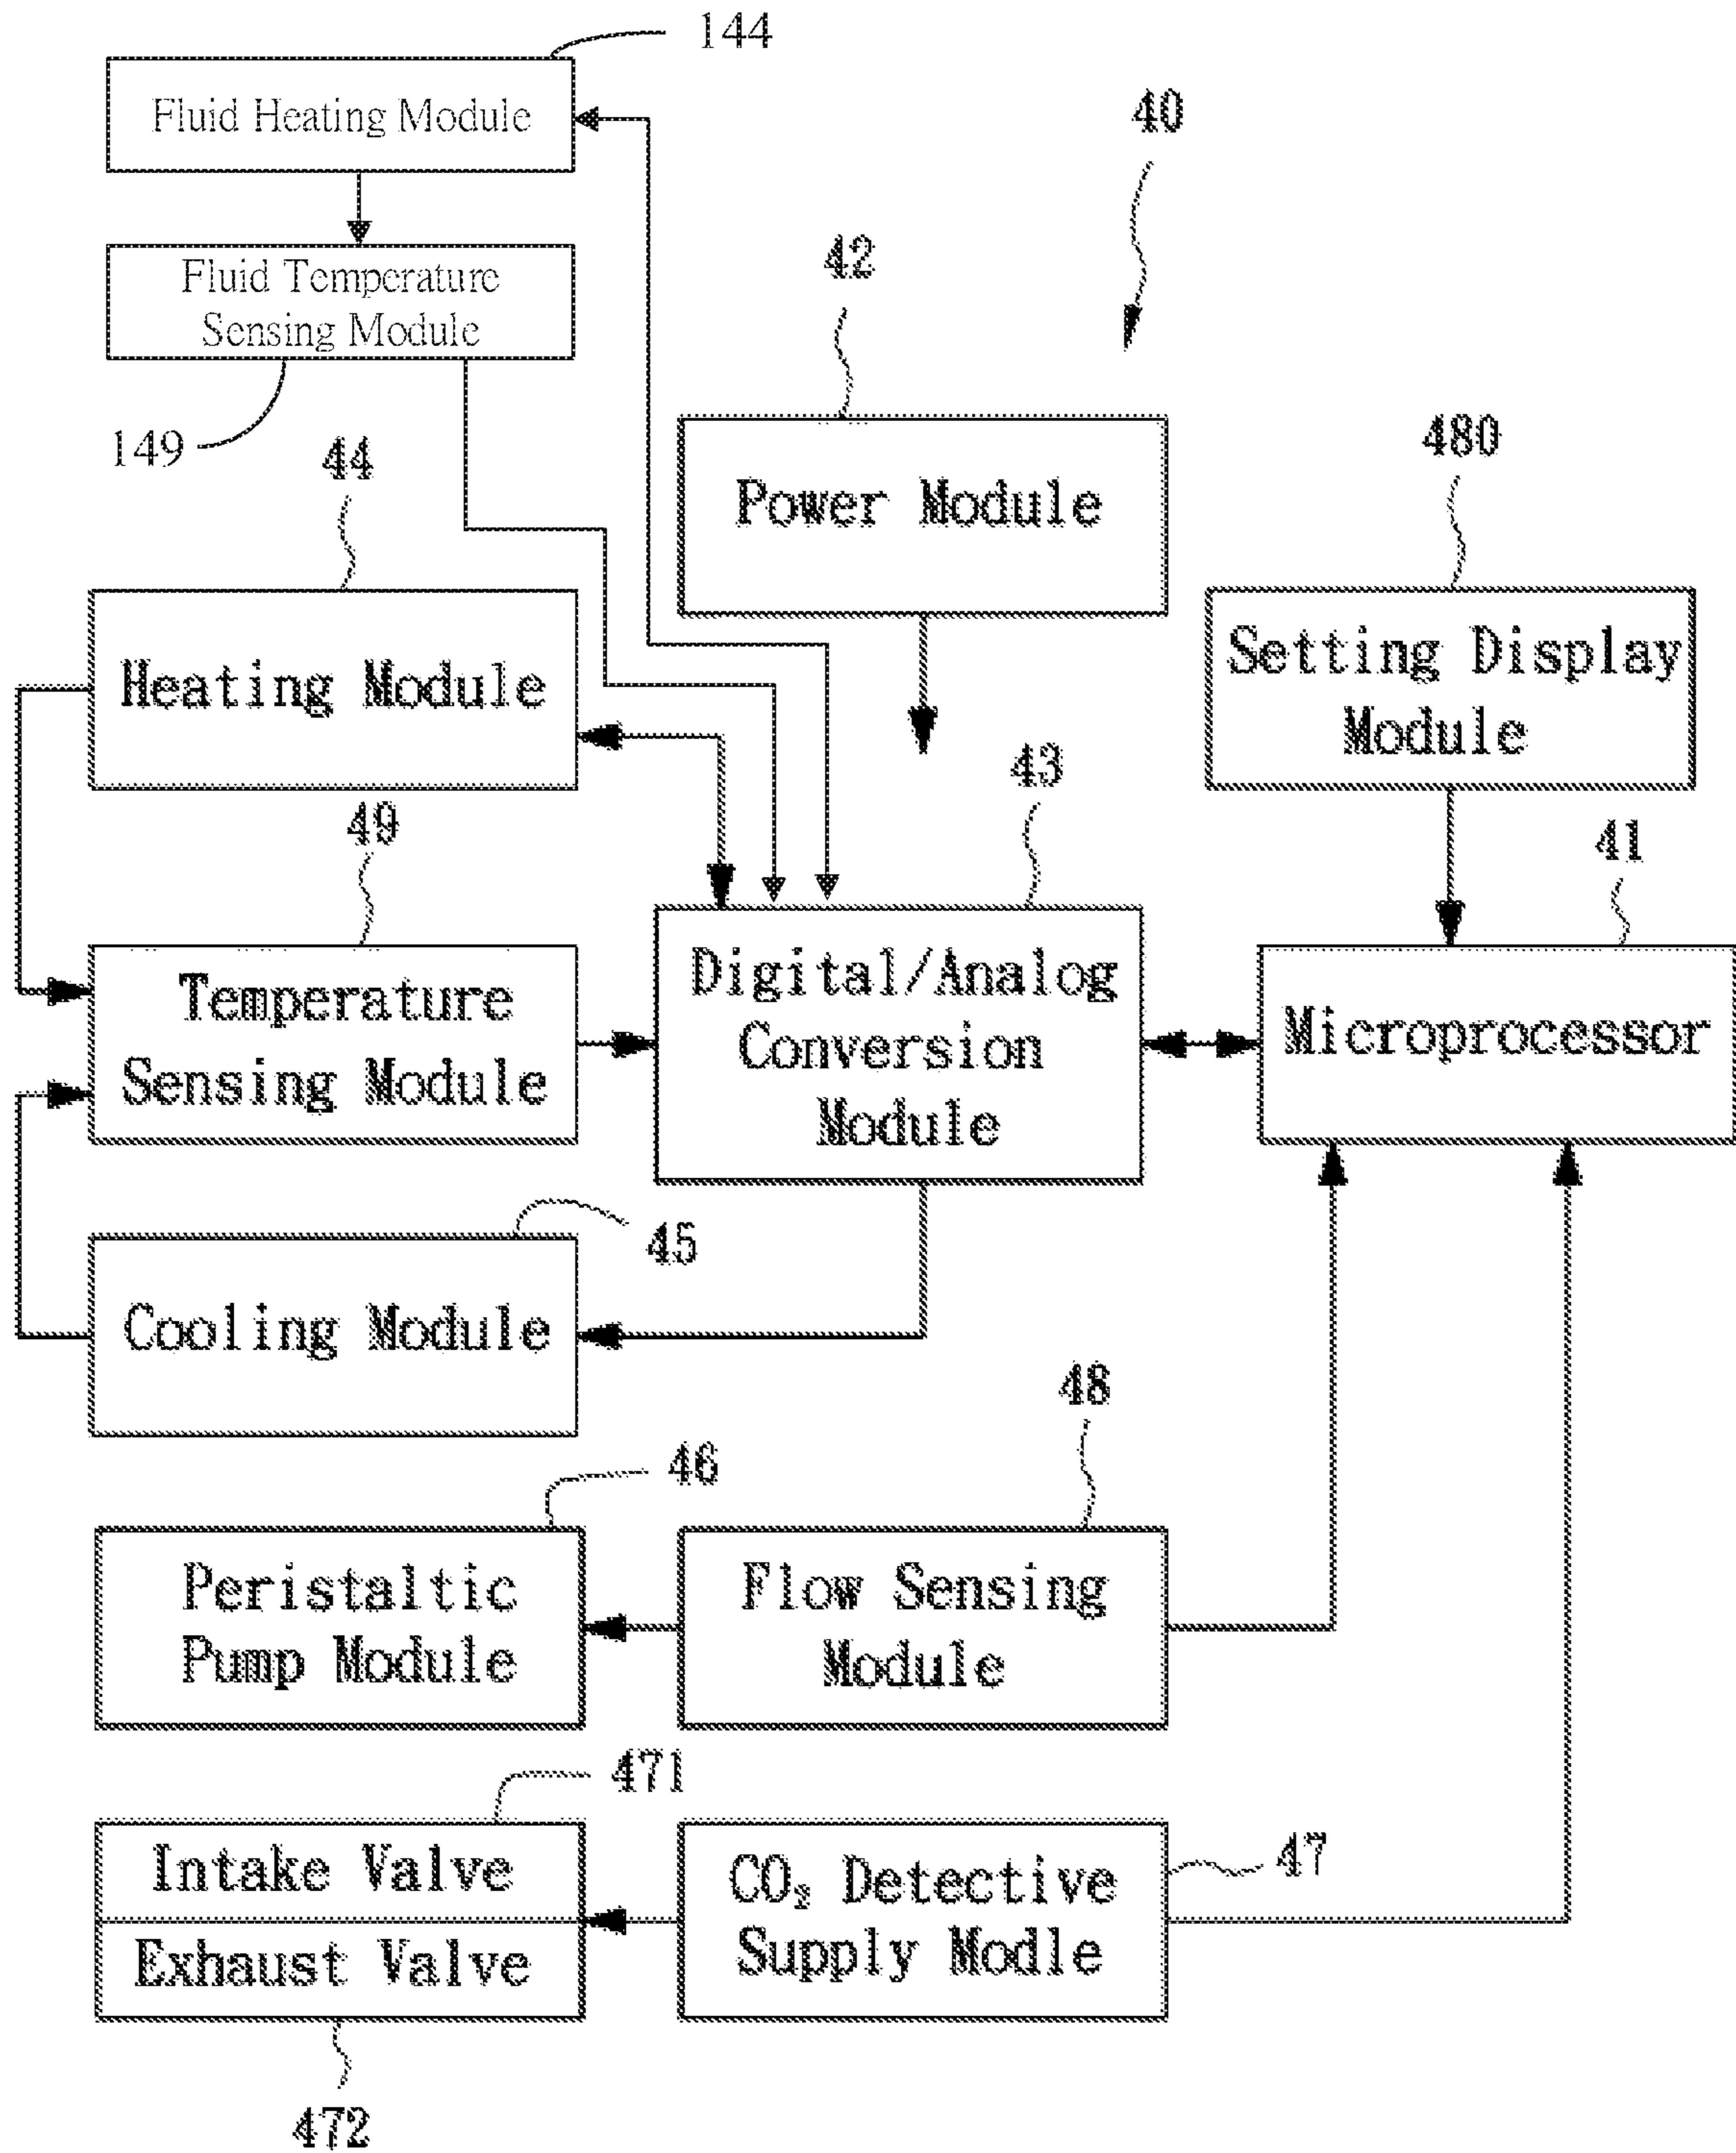 144
Fluid Heating Module
40
42
Fluid Temperature
Sensing Module
149
44
480
Power Module
Setting Display
Module
Heating Module
43
49
41
Temperature
Sensing Module
Digital/Analog
Conversion
Module
Microprocessor
45
Cooling Module
48
46
Peristaltic
Pump Module
Flow Sensing
Module
471
Intake Valve
Exhaust Valve
CO₂ Detective
Supply Modle
47
472